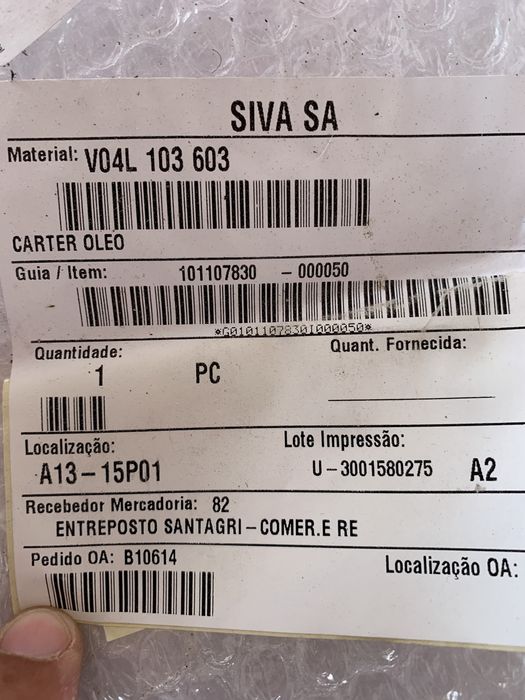 SIVA SA
Material: V04L 103 603
CARTER OLEO
Guia / Item: 101107830 -000050
*G01011078301000050*
Quantidade: Quant. Fornecida:
1 PC
Localização: Lote Impressão:
A13-15P01 U-3001580275 A2
Recebedor Mercadoria: 82
ENTREPOSTO SANTAGRI-COMER.E RE
Pedido OA: B10614 Localização OA: